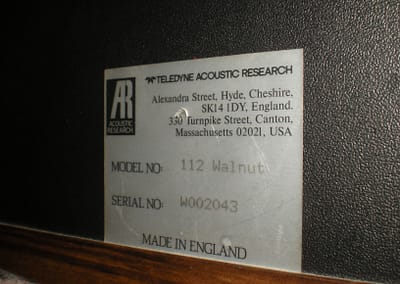 TELEDYNE ACOUSTIC RESEARCH
AR
ACOUSTIC
RESEARCH
Alexandra Street, Hyde, Cheshire,
SK14 1DY, England.
330 Turnpike Street, Canton,
Massachusetts 02021, USA
MODEL NO: 112 Walnut
SERIAL NO: W002043
MADE IN ENGLAND